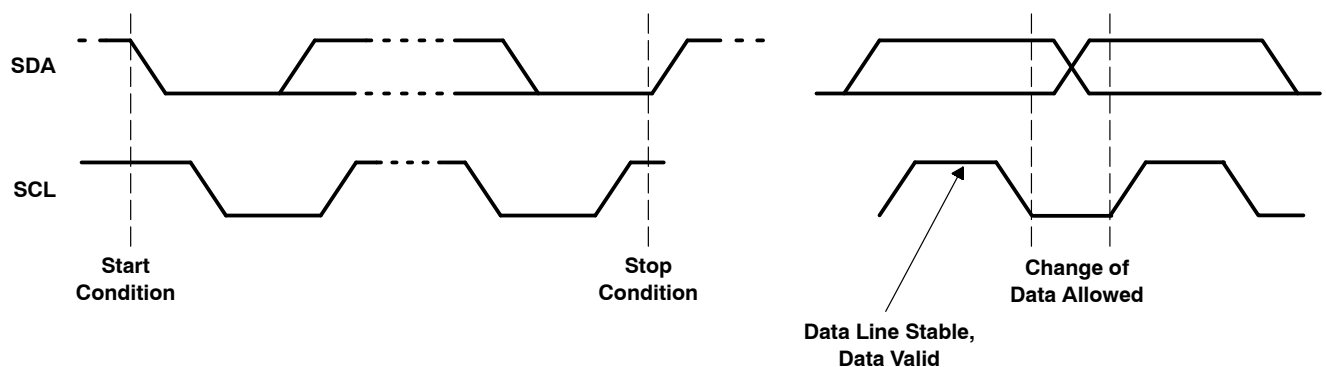 SDA
SCL
Start
Condition
Stop
Condition
Change of
Data Allowed
Data Line Stable,
Data Valid